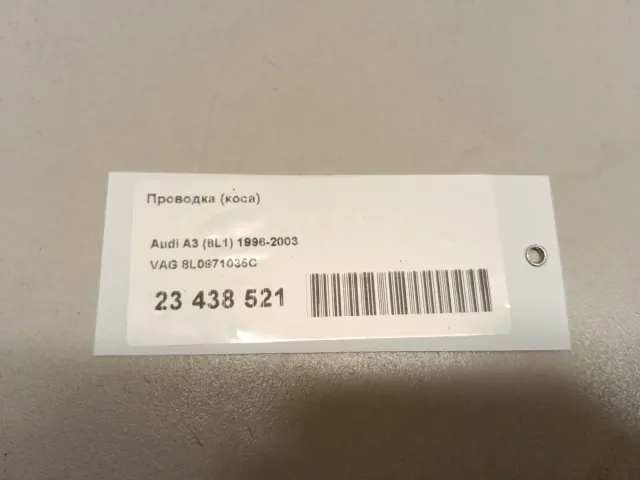 Проводка (коса)
Audi A3 (8L1) 1996-2003
VAG 8L0971035C
23 438 521